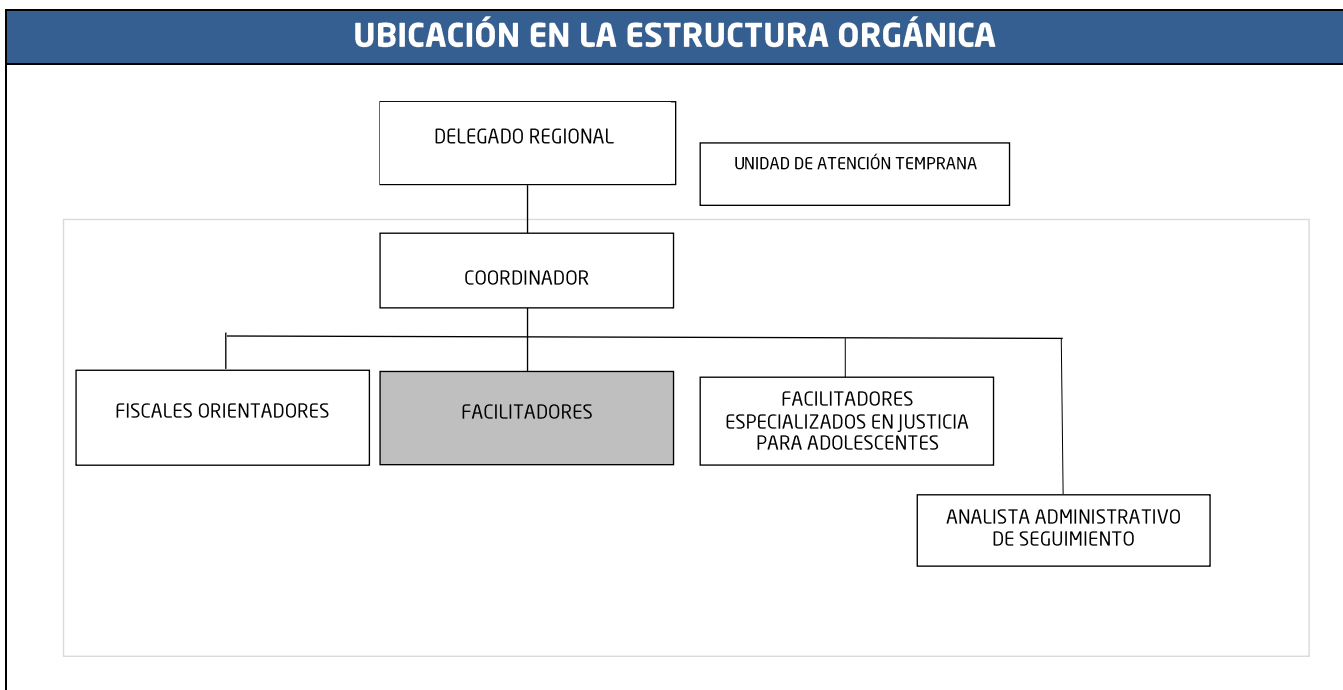 UBICACIÓN EN LA ESTRUCTURA ORGÁNICA
DELEGADO REGIONAL
UNIDAD DE ATENCIÓN TEMPRANA
COORDINADOR
FISCALES ORIENTADORES
FACILITADORES
FACILITADORES
ESPECIALIZADOS EN JUSTICIA
PARA ADOLESCENTES
ANALISTA ADMINISTRATIVO
DE SEGUIMIENTO